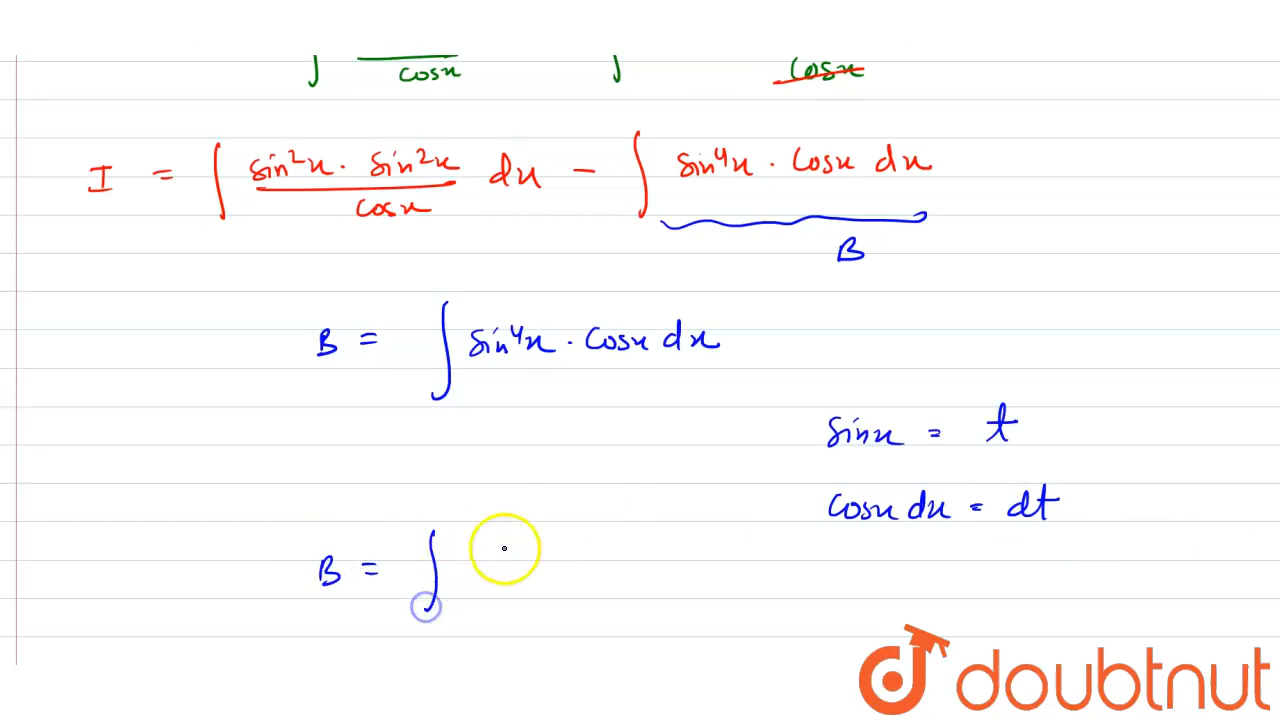 ∫ ――― cosx ∫ cosx
I = ∫ sin²x · sin²x / cosx dx − ∫ sin⁴x · cosx dx
B
B = ∫ sin⁴x · cosx dx
sinx = t
cosx dx = dt
B = ∫
doubtnut